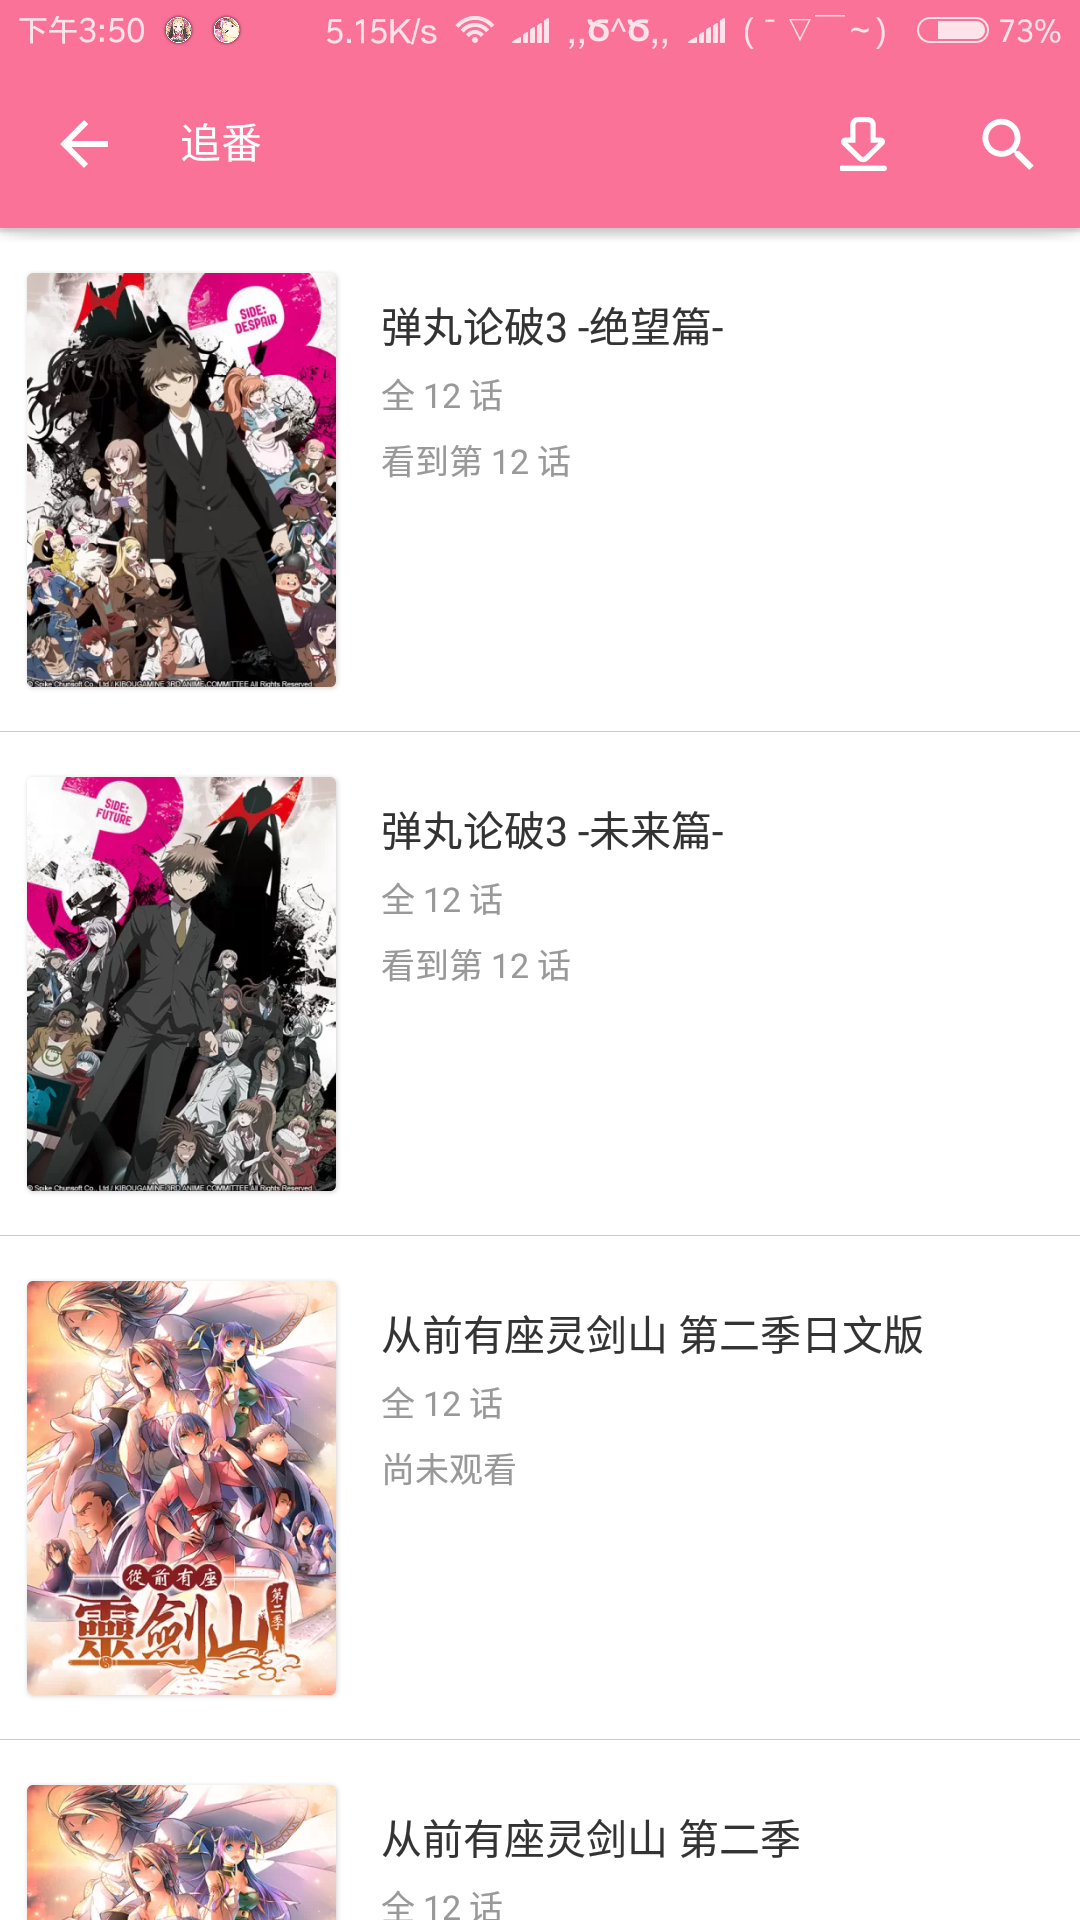 下午3:50
5.15K/s
73%
追番
SIDE:
DESPAIR
弹丸论破3 -绝望篇-
全 12 话
看到第 12 话
© Spike Chunsoft Co., Ltd / KIBOUGAMINE 3RD ANIME COMMITTEE All Rights Reserved
SIDE:
FUTURE
弹丸论破3 -未来篇-
全 12 话
看到第 12 话
© Spike Chunsoft Co., Ltd / KIBOUGAMINE 3RD ANIME COMMITTEE All Rights Reserved
从前有座灵剑山 第二季日文版
全 12 话
尚未观看
從前有座
靈劍山
第二季
从前有座灵剑山 第二季
全 12 话